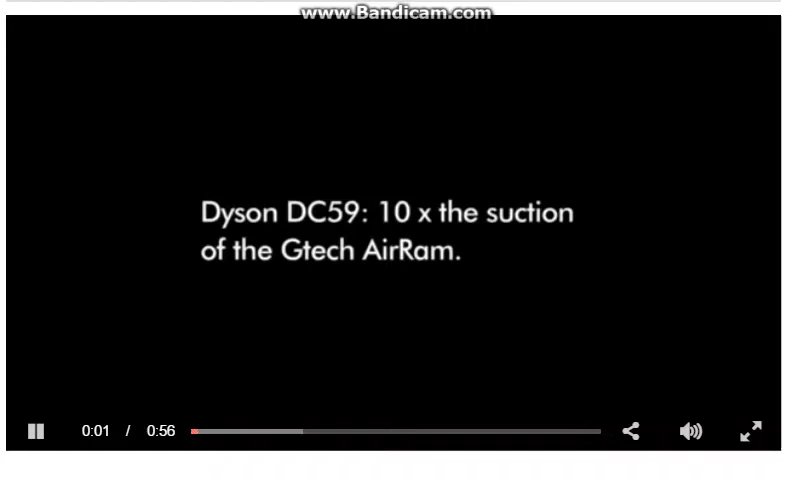 www.Bandicam.com
Dyson DC59: 10 x the suction
of the Gtech AirRam.
0:01 / 0:56